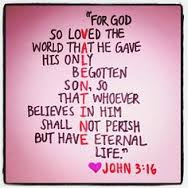 "FOR GOD
SO LOVED THE
WORLD THAT HE GAVE
HIS ONLY
BEGOTTEN
SON, SO
THAT WHOEVER
BELIEVES IN HIM
SHALL NOT PERISH
BUT HAVE ETERNAL
LIFE."
♥ JOHN 3:16